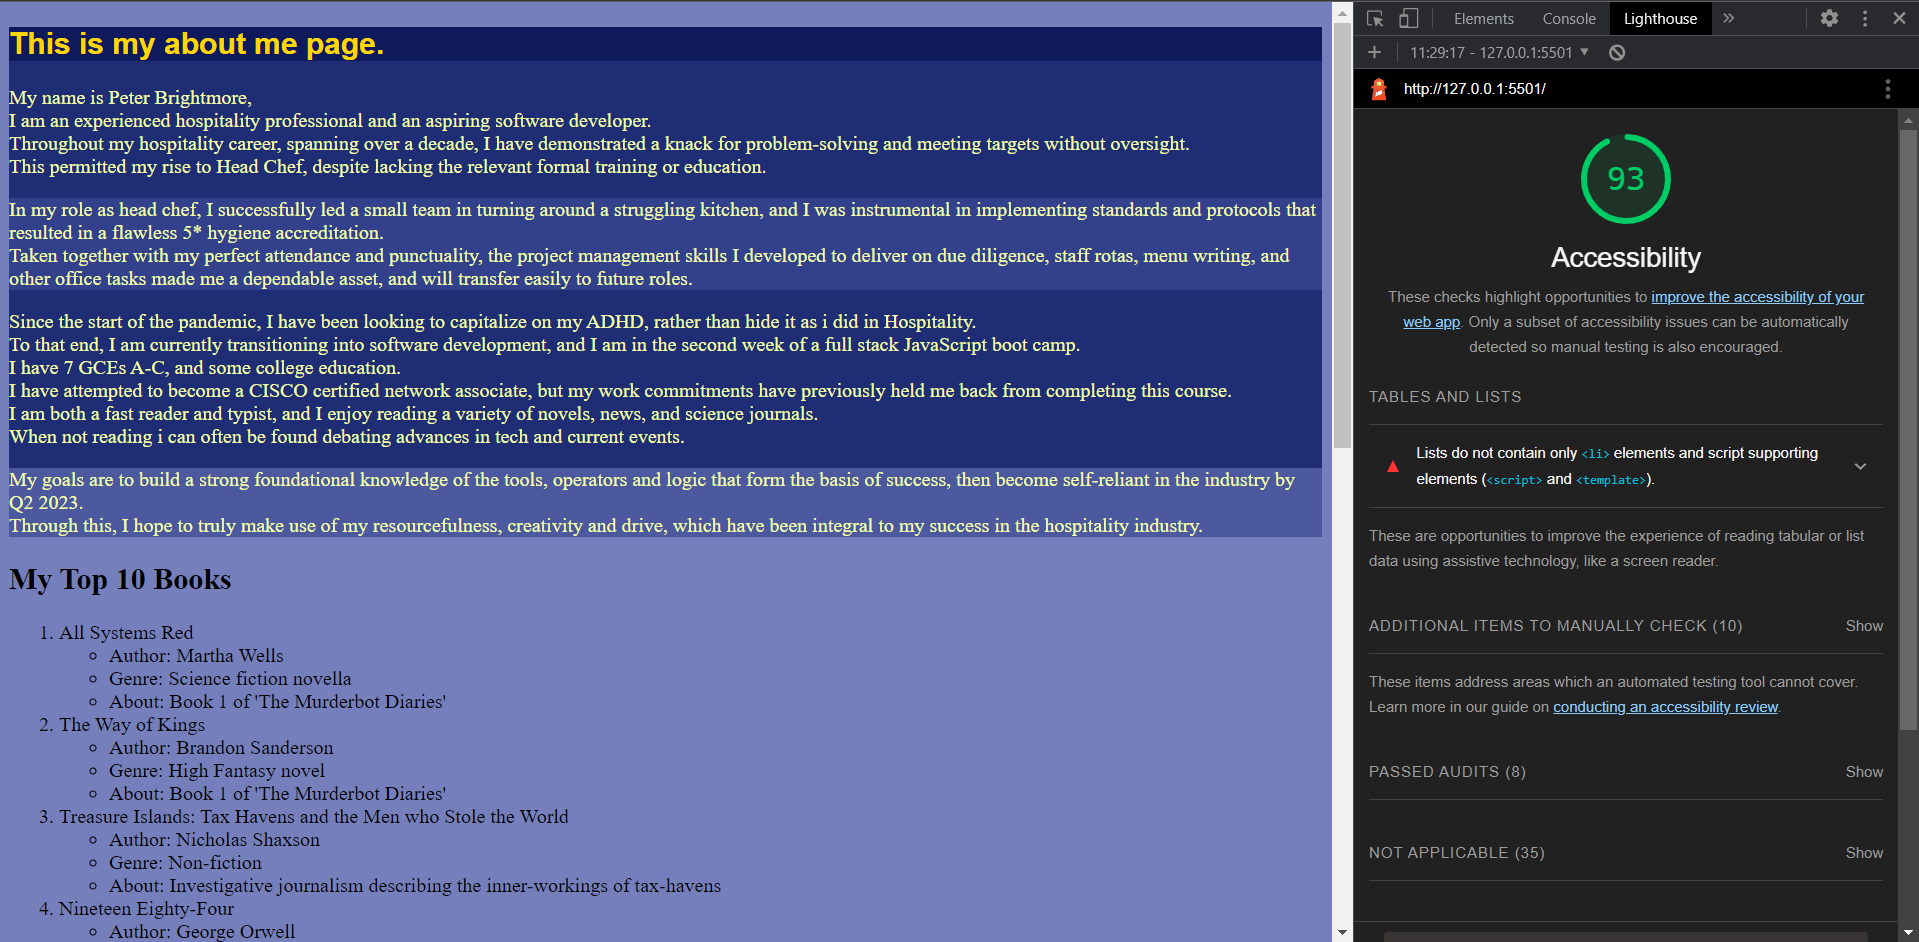 This is my about me page.
My name is Peter Brightmore,
I am an experienced hospitality professional and an aspiring software developer.
Throughout my hospitality career, spanning over a decade, I have demonstrated a knack for problem-solving and meeting targets without oversight.
This permitted my rise to Head Chef, despite lacking the relevant formal training or education.
In my role as head chef, I successfully led a small team in turning around a struggling kitchen, and I was instrumental in implementing standards and protocols that
resulted in a flawless 5* hygiene accreditation.
Taken together with my perfect attendance and punctuality, the project management skills I developed to deliver on due diligence, staff rotas, menu writing, and
other office tasks made me a dependable asset, and will transfer easily to future roles.
Since the start of the pandemic, I have been looking to capitalize on my ADHD, rather than hide it as i did in Hospitality.
To that end, I am currently transitioning into software development, and I am in the second week of a full stack JavaScript boot camp.
I have 7 GCEs A-C, and some college education.
I have attempted to become a CISCO certified network associate, but my work commitments have previously held me back from completing this course.
I am both a fast reader and typist, and I enjoy reading a variety of novels, news, and science journals.
When not reading i can often be found debating advances in tech and current events.
My goals are to build a strong foundational knowledge of the tools, operators and logic that form the basis of success, then become self-reliant in the industry by
Q2 2023.
Through this, I hope to truly make use of my resourcefulness, creativity and drive, which have been integral to my success in the hospitality industry.
My Top 10 Books
1. All Systems Red
Author: Martha Wells
Genre: Science fiction novella
About: Book 1 of 'The Murderbot Diaries'
2. The Way of Kings
Author: Brandon Sanderson
Genre: High Fantasy novel
About: Book 1 of 'The Murderbot Diaries'
3. Treasure Islands: Tax Havens and the Men who Stole the World
Author: Nicholas Shaxson
Genre: Non-fiction
About: Investigative journalism describing the inner-workings of tax-havens
4. Nineteen Eighty-Four
Author: George Orwell
Elements Console Lighthouse
11:29:17 - 127.0.0.1:5501
http://127.0.0.1:5501/
93
Accessibility
These checks highlight opportunities to improve the accessibility of your
web app. Only a subset of accessibility issues can be automatically
detected so manual testing is also encouraged.
TABLES AND LISTS
Lists do not contain only <li> elements and script supporting
elements (<script> and <template>).
These are opportunities to improve the experience of reading tabular or list
data using assistive technology, like a screen reader.
ADDITIONAL ITEMS TO MANUALLY CHECK (10) Show
These items address areas which an automated testing tool cannot cover.
Learn more in our guide on conducting an accessibility review.
PASSED AUDITS (8) Show
NOT APPLICABLE (35) Show